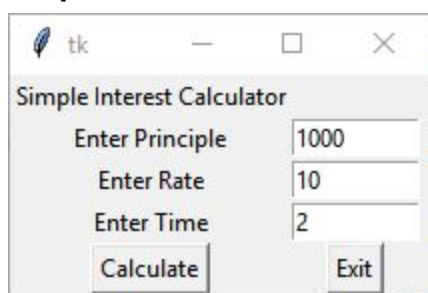 tk
Simple Interest Calculator
Enter Principle 1000
Enter Rate 10
Enter Time 2
Calculate Exit